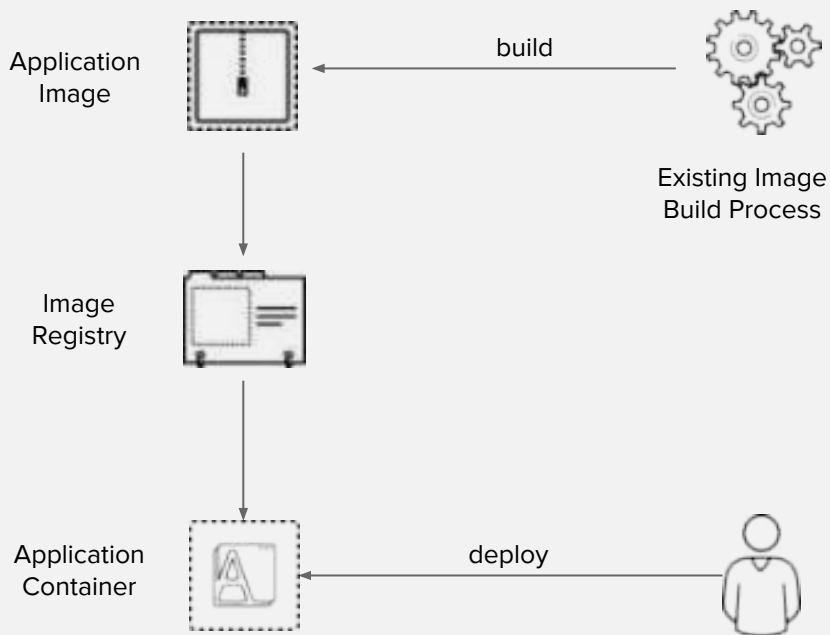 Application
Image
build
Existing Image
Build Process
Image
Registry
Application
Container
A
deploy